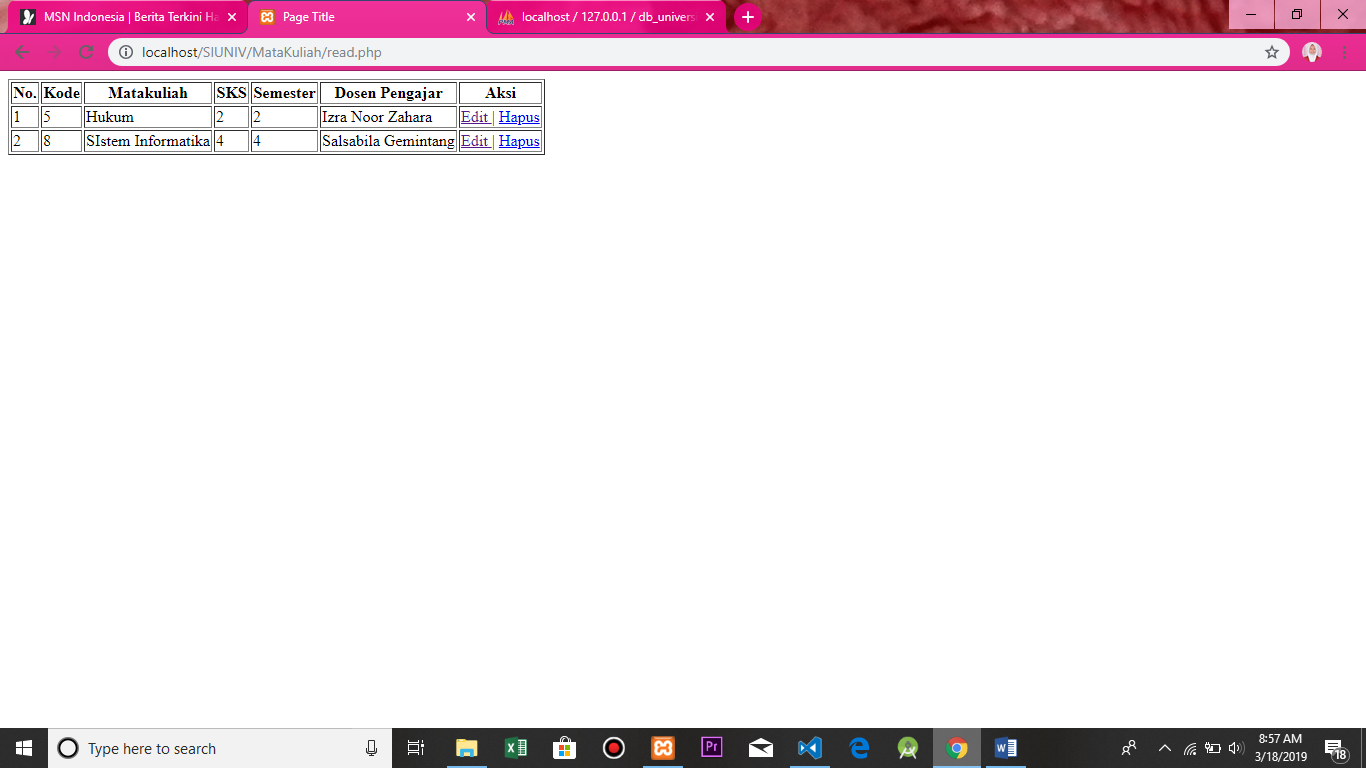 MSN Indonesia | Berita Terkini Ha
Page Title
localhost / 127.0.0.1 / db_univers
localhost/SIUNIV/MataKuliah/read.php
No. Kode Matakuliah SKS Semester Dosen Pengajar Aksi
1 5 Hukum 2 2 Izra Noor Zahara Edit | Hapus
2 8 SIstem Informatika 4 4 Salsabila Gemintang Edit | Hapus
Type here to search
Pr
8:57 AM
3/18/2019
18